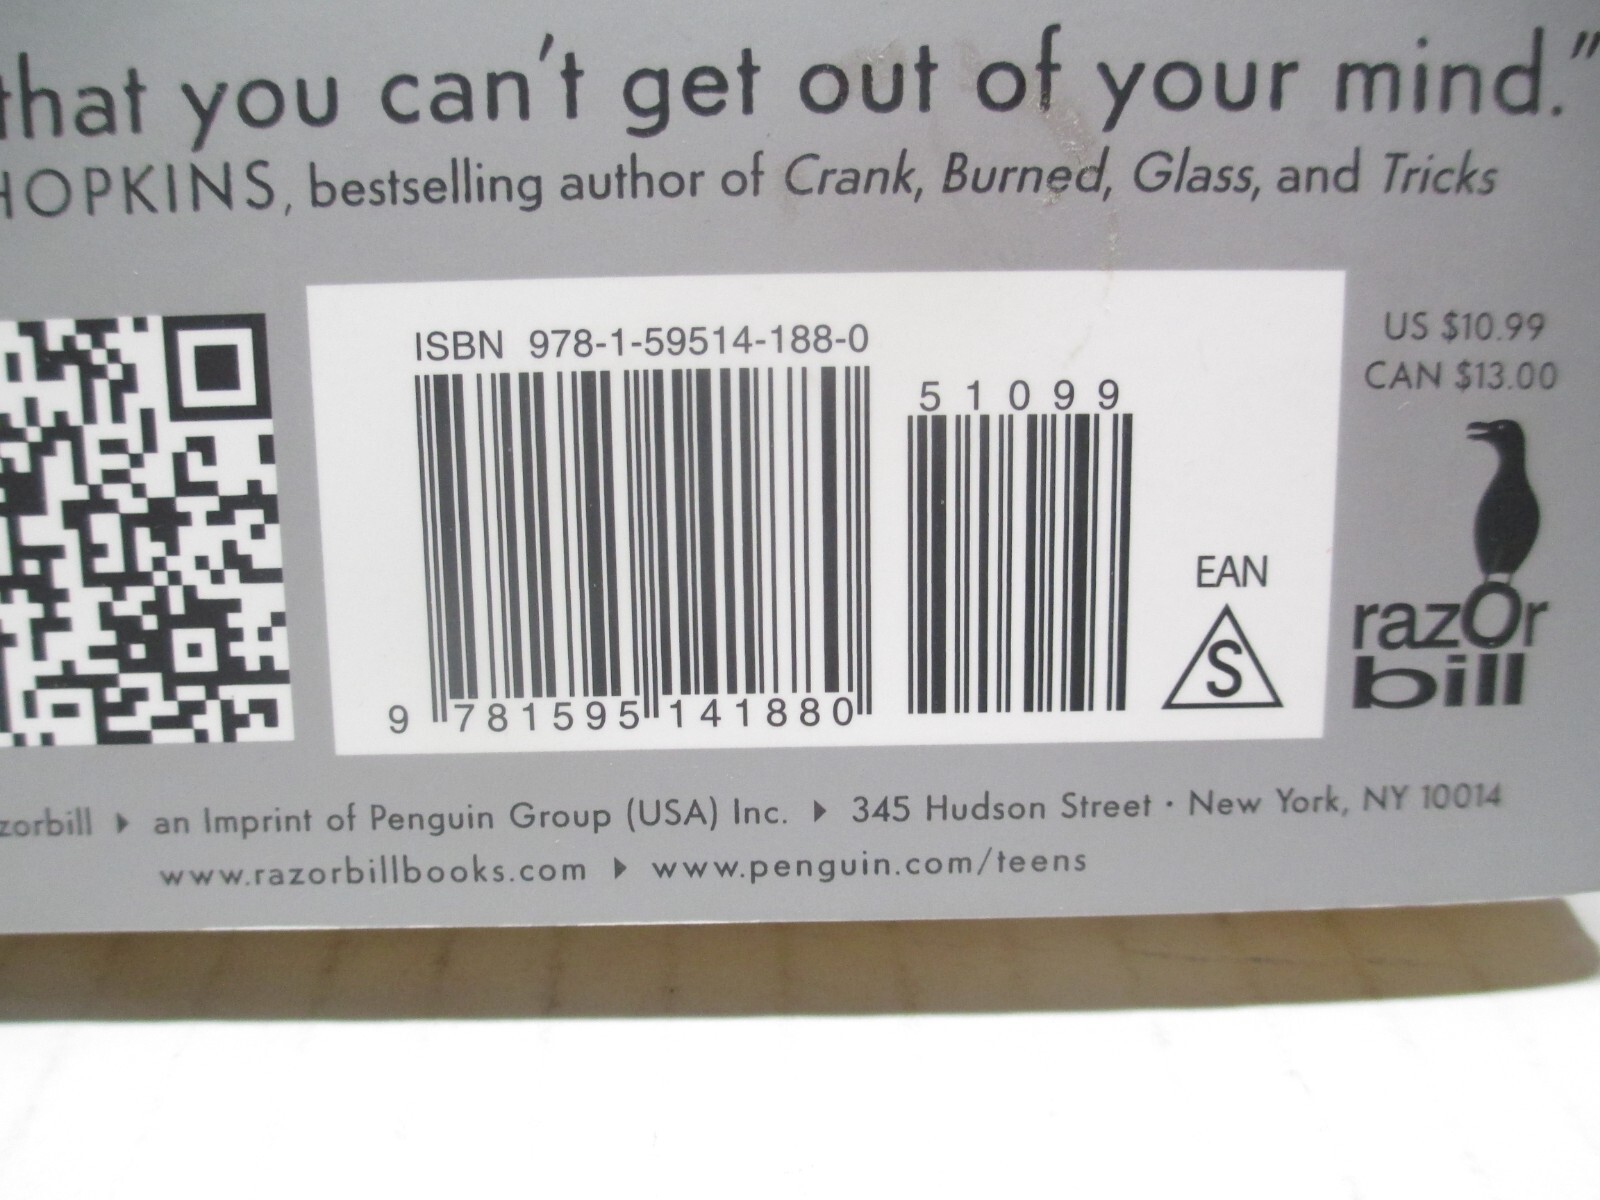 that you can't get out of your mind."
HOPKINS, bestselling author of Crank, Burned, Glass, and Tricks
ISBN 978-1-59514-188-0
51099
9 781595 141880
EAN
S
US $10.99
CAN $13.00
razOr
bill
zorbill ▸ an Imprint of Penguin Group (USA) Inc. ▸ 345 Hudson Street · New York, NY 10014
www.razorbillbooks.com ▸ www.penguin.com/teens